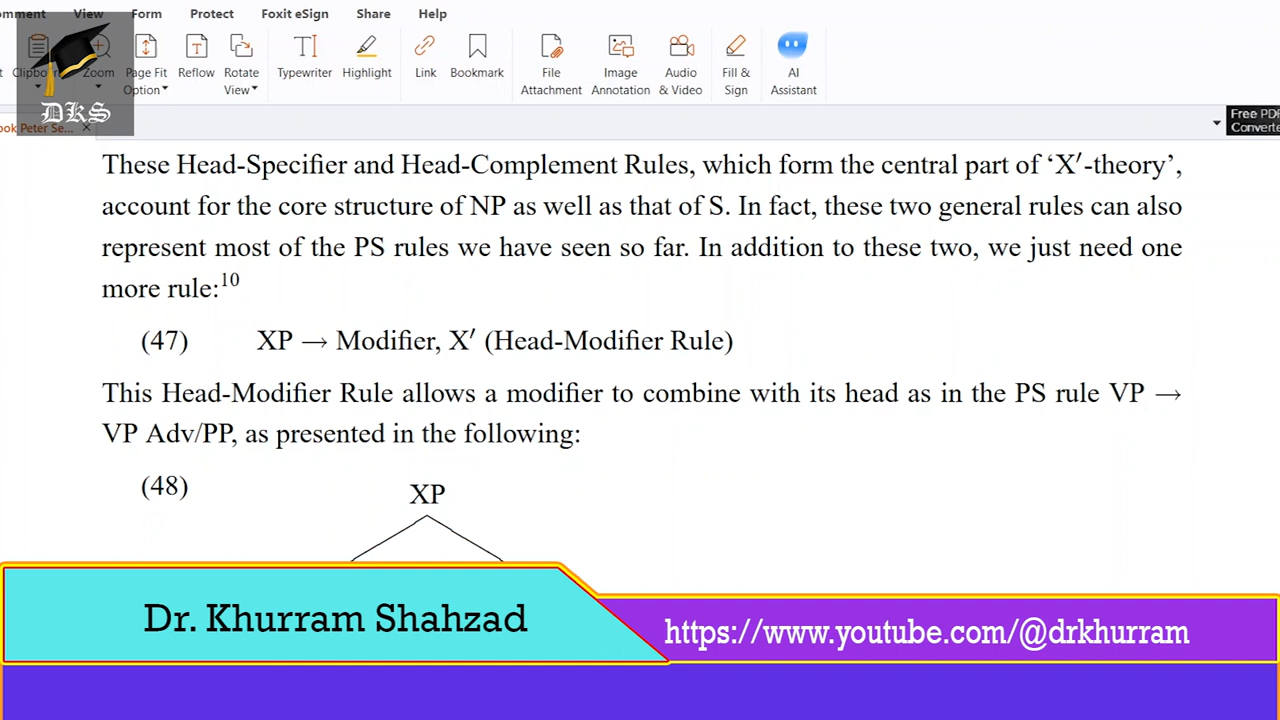 omment View Form Protect Foxit eSign Share Help
Zoom Page Fit Option Reflow Rotate View Typewriter Highlight Link Bookmark File Attachment Image Annotation Audio & Video Fill & Sign AI Assistant
DKS
ook Peter Se...
Free PDF
Converte
These Head-Specifier and Head-Complement Rules, which form the central part of ‘X′-theory’,
account for the core structure of NP as well as that of S. In fact, these two general rules can also
represent most of the PS rules we have seen so far. In addition to these two, we just need one
more rule:¹⁰
(47) XP → Modifier, X′ (Head-Modifier Rule)
This Head-Modifier Rule allows a modifier to combine with its head as in the PS rule VP →
VP Adv/PP, as presented in the following:
(48) XP
Dr. Khurram Shahzad
https://www.youtube.com/@drkhurram